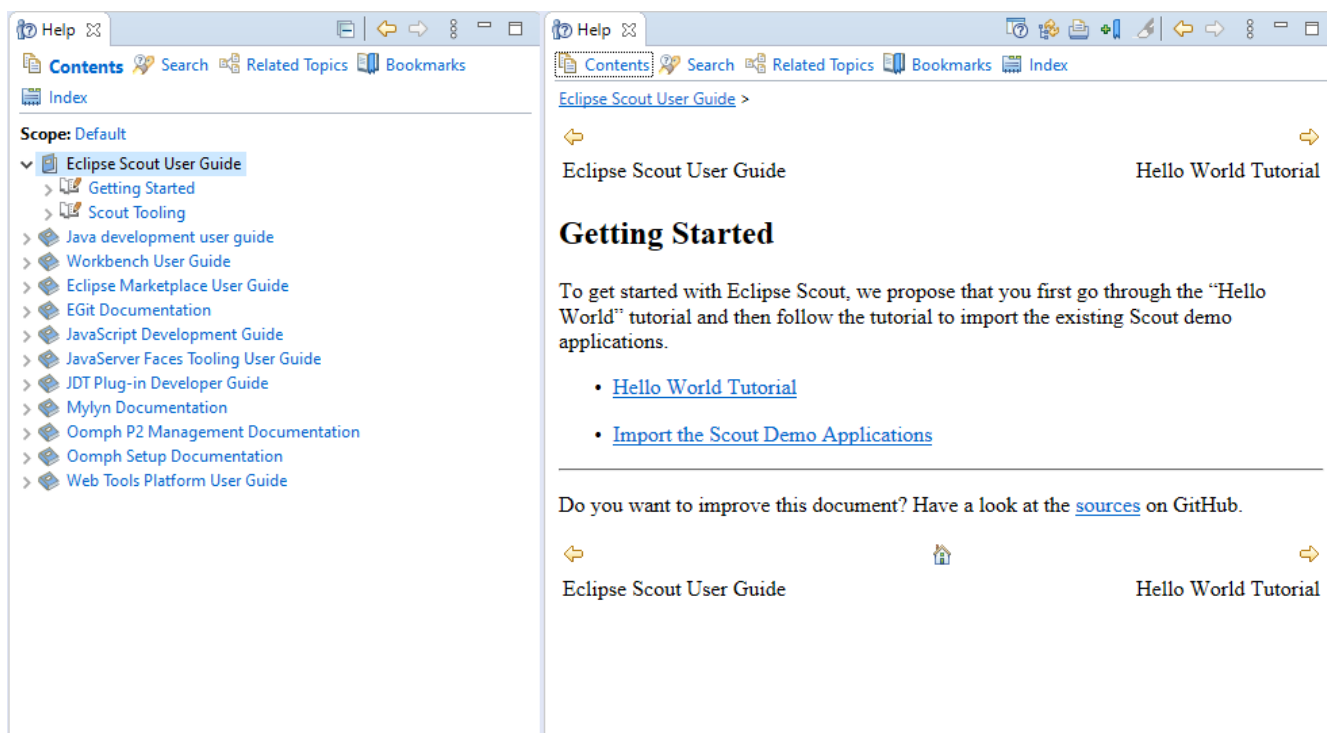 Help
Contents Search Related Topics Bookmarks
Index
Scope: Default
Eclipse Scout User Guide
Getting Started
Scout Tooling
Java development user guide
Workbench User Guide
Eclipse Marketplace User Guide
EGit Documentation
JavaScript Development Guide
JavaServer Faces Tooling User Guide
JDT Plug-in Developer Guide
Mylyn Documentation
Oomph P2 Management Documentation
Oomph Setup Documentation
Web Tools Platform User Guide
Help
Contents Search Related Topics Bookmarks Index
Eclipse Scout User Guide >
Eclipse Scout User Guide Hello World Tutorial
Getting Started
To get started with Eclipse Scout, we propose that you first go through the “Hello
World” tutorial and then follow the tutorial to import the existing Scout demo
applications.
• Hello World Tutorial
• Import the Scout Demo Applications
Do you want to improve this document? Have a look at the sources on GitHub.
Eclipse Scout User Guide Hello World Tutorial